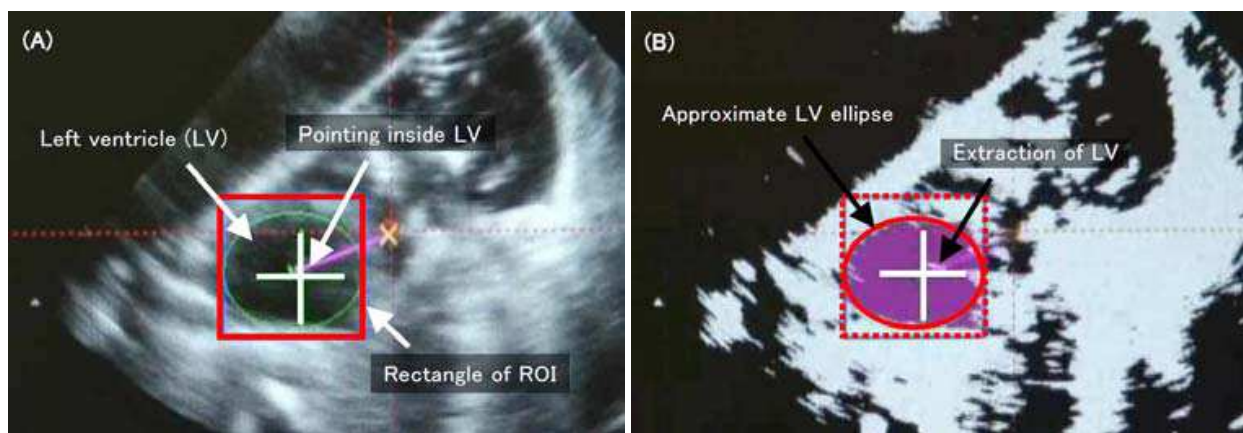 (A)
Left ventricle (LV)
Pointing inside LV
Rectangle of ROI
(B)
Approximate LV ellipse
Extraction of LV